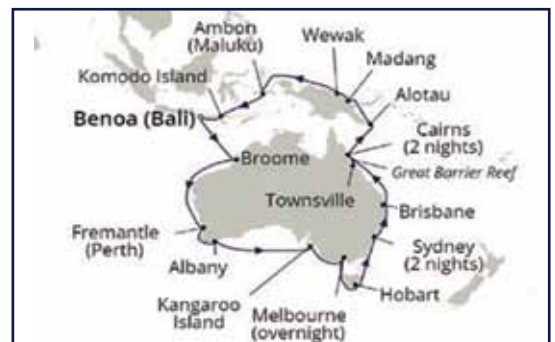 Ambon
(Maluku)
Wewak
Madang
Komodo Island
Alotau
Benoa (Bali)
Cairns
(2 nights)
Broome
Great Barrier Reef
Townsville
Brisbane
Fremantle
(Perth)
Sydney
(2 nights)
Albany
Kangaroo
Island
Melbourne
(overnight)
Hobart